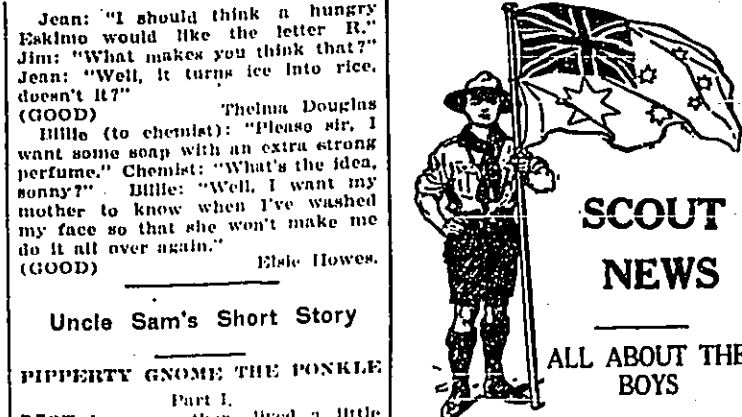 Jean: "I should think a hungry
Eskimo would like the letter R."
Jim: "What makes you think that?"
Jean: "Well, it turns ice into rice,
doesn't it?"
(GOOD) Thelma Douglas
Billie (to chemist): "Please sir, I
want some soap with an extra strong
perfume." Chemist: "What's the idea,
sonny?" Billie: "Well, I want my
mother to know when I've washed
my face so that she won't make me
do it all over again."
(GOOD) Elsie Howes.
Uncle Sam's Short Story
PIPPERTY GNOME THE PONKLE
Part I.
lived a little
SCOUT
NEWS
ALL ABOUT THE
BOYS